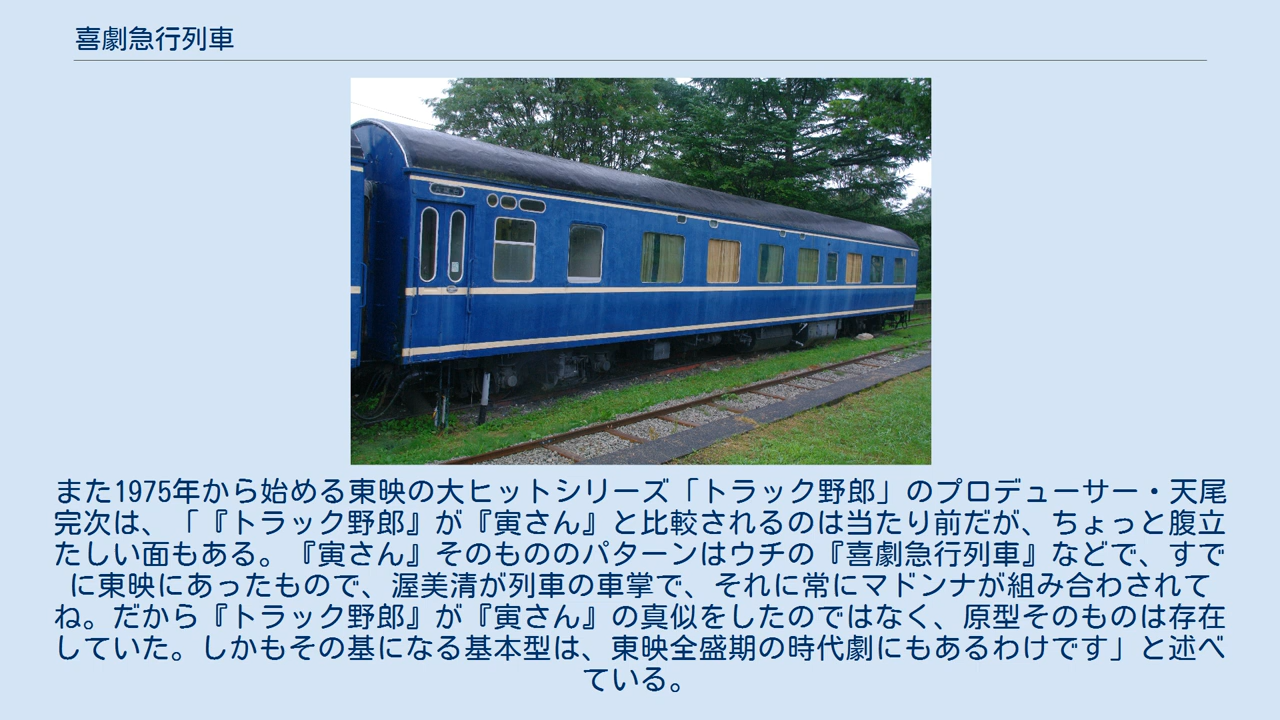 喜劇急行列車
また1975年から始める東映の大ヒットシリーズ「トラック野郎」のプロデューサー・天尾
完次は、「『トラック野郎』が『寅さん』と比較されるのは当たり前だが、ちょっと腹立
たしい面もある。『寅さん』そのもののパターンはウチの『喜劇急行列車』などで、すで
に東映にあったもので、渥美清が列車の車掌で、それに常にマドンナが組み合わされて
ね。だから『トラック野郎』が『寅さん』の真似をしたのではなく、原型そのものは存在
していた。しかもその基になる基本型は、東映全盛期の時代劇にもあるわけです」と述べ
ている。